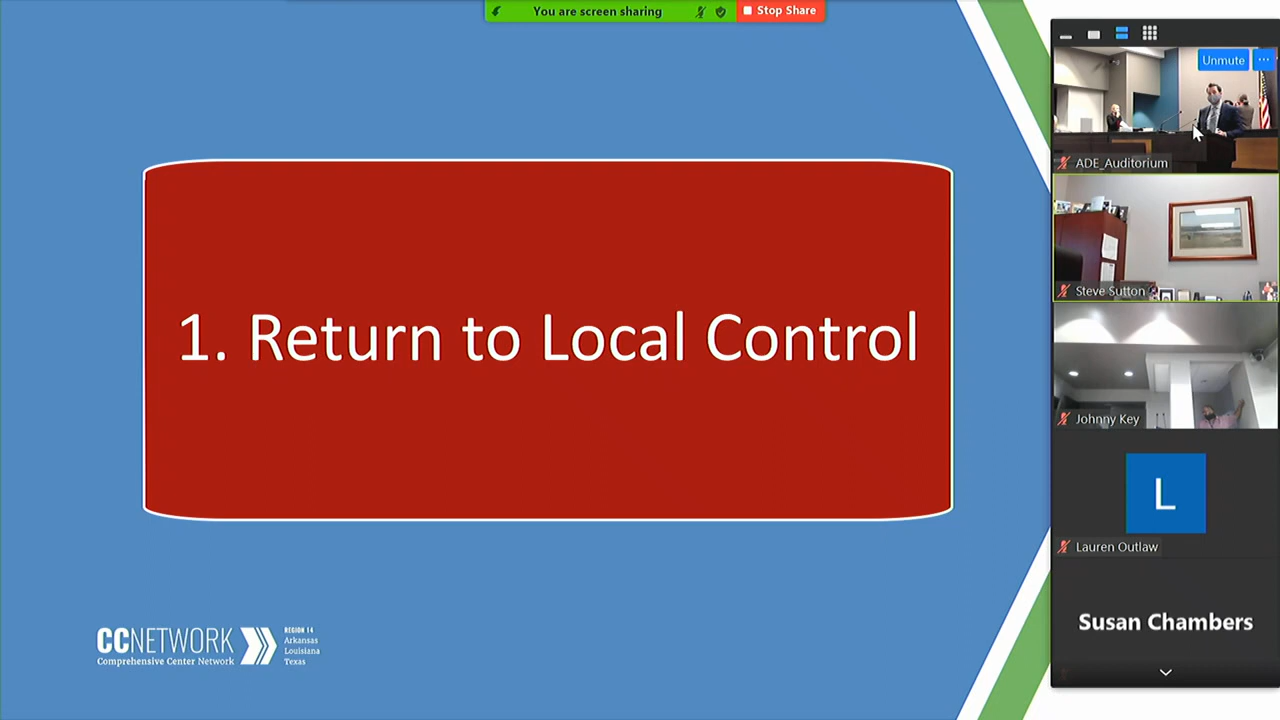 You are screen sharing
Stop Share
Unmute
ADE_Auditorium
Steve Sutton
1. Return to Local Control
Johnny Key
L
Lauren Outlaw
Susan Chambers
CCNETWORK
Comprehensive Center Network
REGION 14
Arkansas
Louisiana
Texas